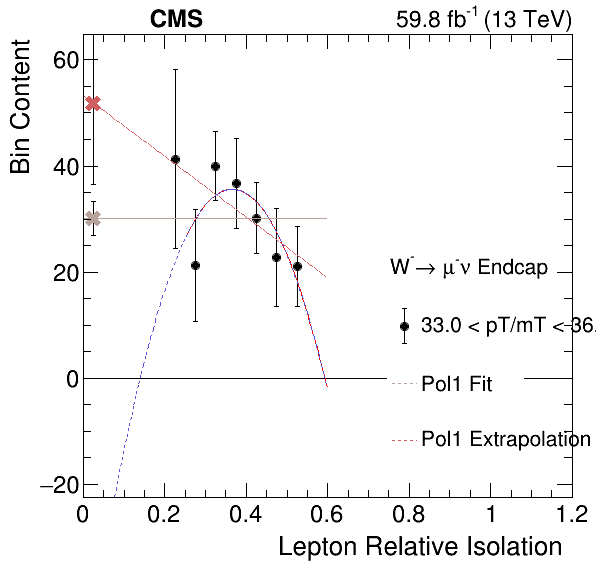 CMS
59.8 fb⁻¹ (13 TeV)
Bin Content
60
40
20
0
−20
W⁻→ μ⁻ν Endcap
33.0 < pT/mT < 36.
Pol1 Fit
Pol1 Extrapolation
0 0.2 0.4 0.6 0.8 1 1.2
Lepton Relative Isolation